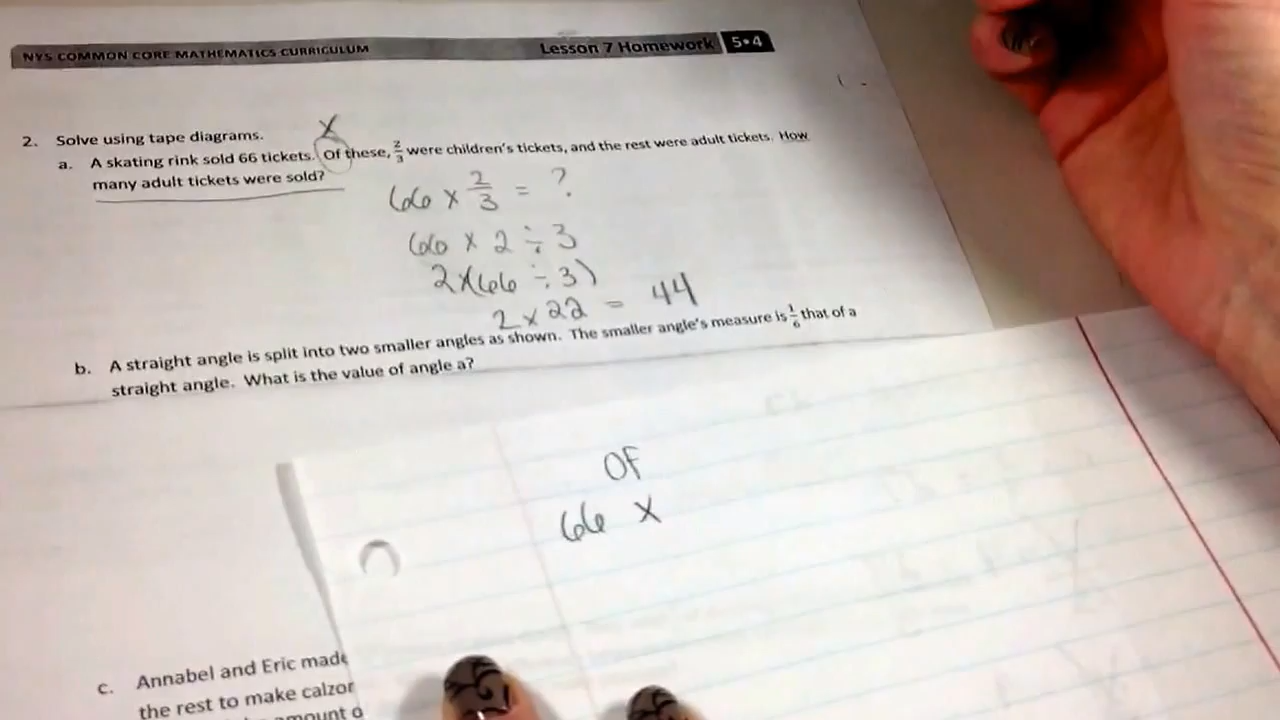 NYS COMMON CORE MATHEMATICS CURRICULUM Lesson 7 Homework 5•4
2. Solve using tape diagrams. X
a. A skating rink sold 66 tickets. Of these, 2/3 were children's tickets, and the rest were adult tickets. How
many adult tickets were sold?
66 x 2/3 = ?
66 x 2 ÷ 3
2x(66 ÷ 3)
2 x 22 = 44
b. A straight angle is split into two smaller angles as shown. The smaller angle's measure is 1/6 that of a
straight angle. What is the value of angle a?
OF
66 x
c. Annabel and Eric made
the rest to make calzor
amount o